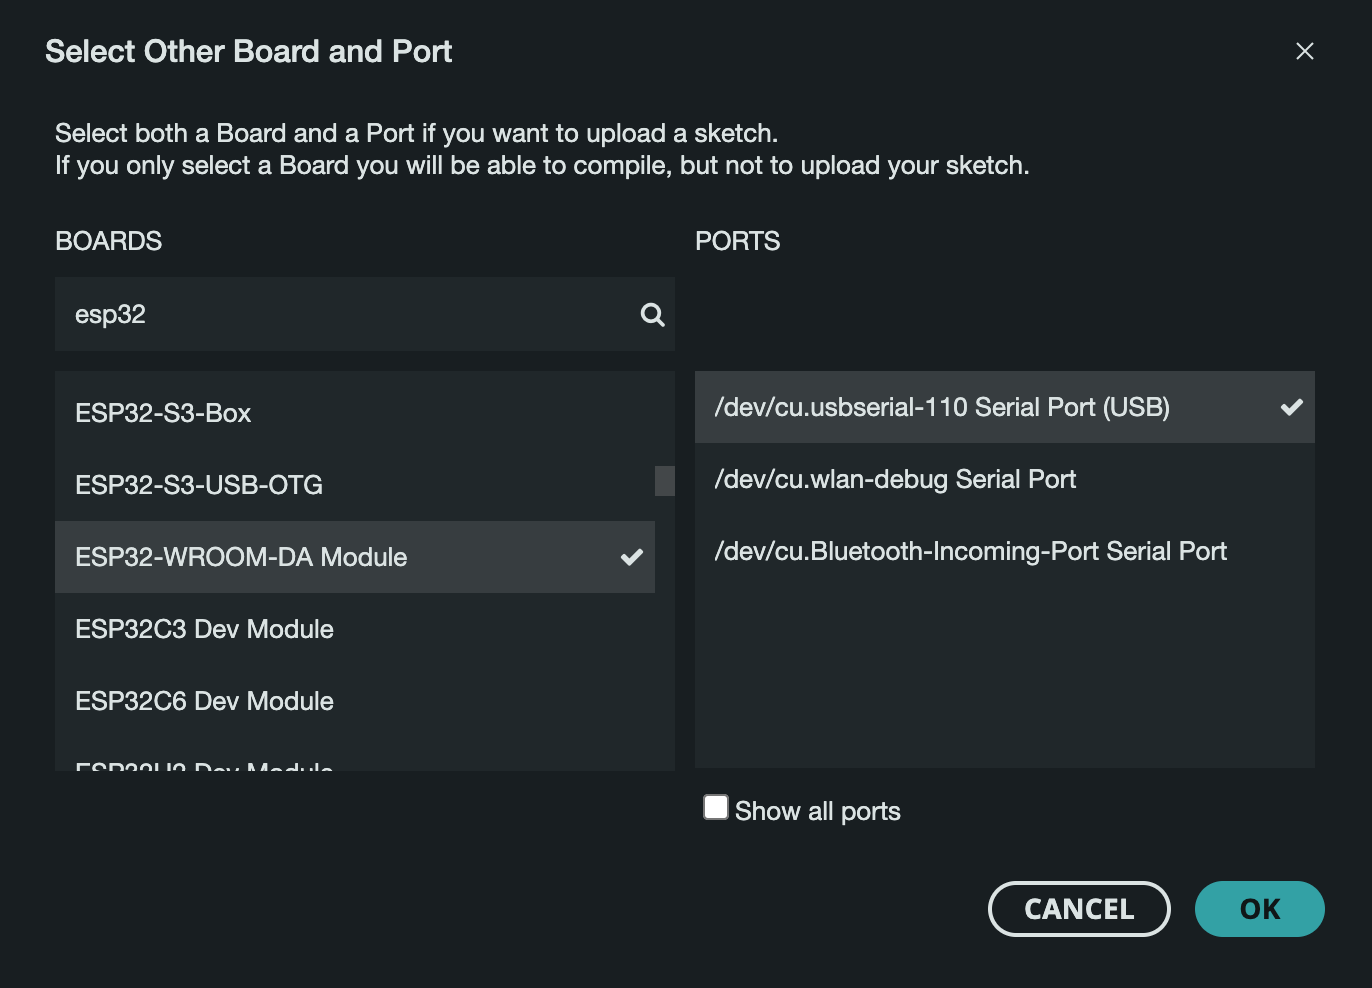 Select Other Board and Port
Select both a Board and a Port if you want to upload a sketch.
If you only select a Board you will be able to compile, but not to upload your sketch.
BOARDS
PORTS
esp32
ESP32-S3-Box
ESP32-S3-USB-OTG
ESP32-WROOM-DA Module
ESP32C3 Dev Module
ESP32C6 Dev Module
Dev Module
/dev/cu.usbserial-110 Serial Port (USB)
/dev/cu.wlan-debug Serial Port
/dev/cu.Bluetooth-Incoming-Port Serial Port
Show all ports
CANCEL
OK